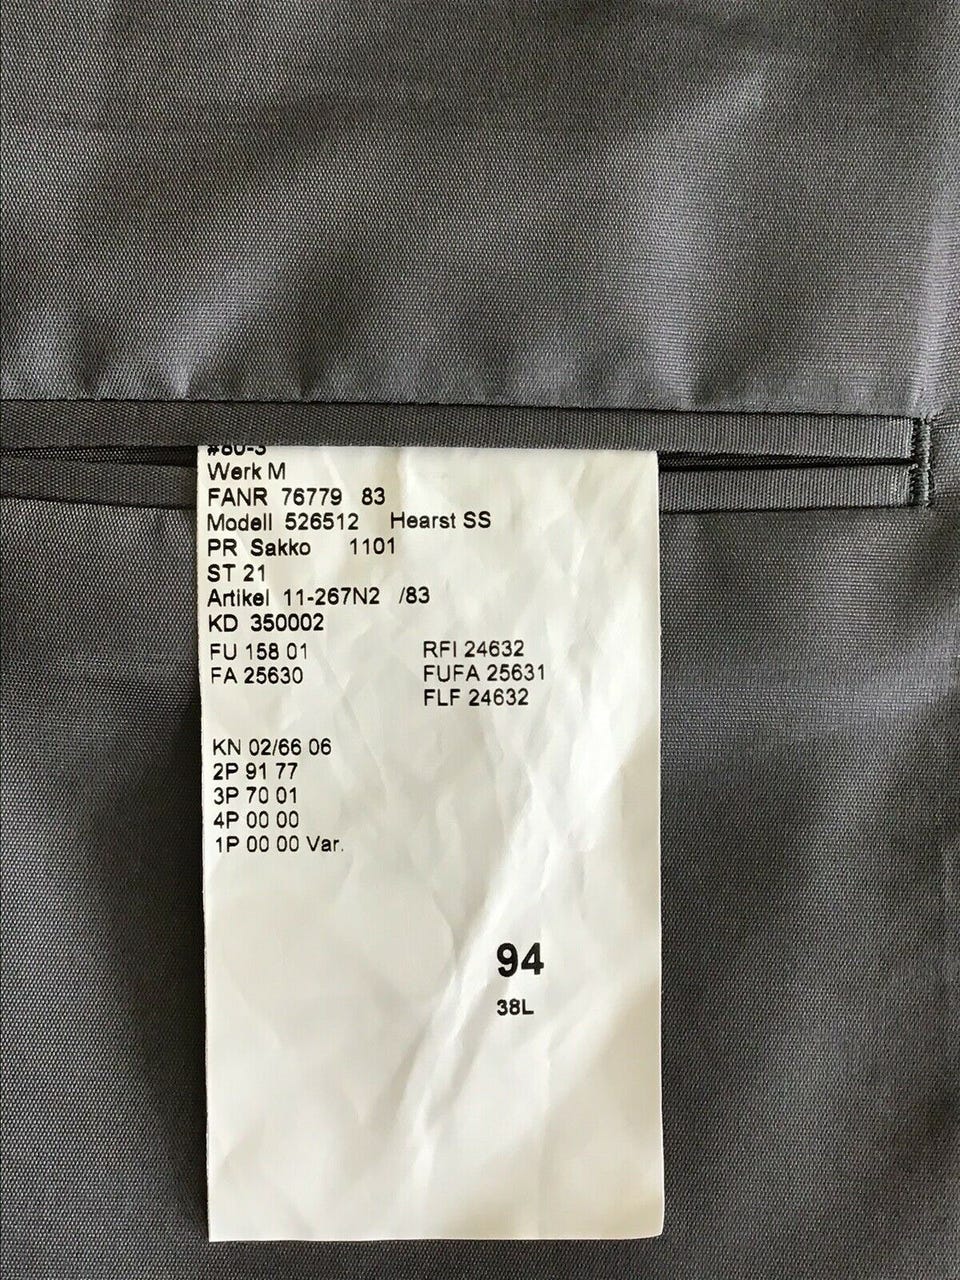 #80-3
Werk M
FANR 76779 83
Modell 526512 Hearst SS
PR Sakko 1101
ST 21
Artikel 11-267N2 /83
KD 350002
FU 158 01 RFI 24632
FA 25630 FUFA 25631
FLF 24632
KN 02/66 06
2P 91 77
3P 70 01
4P 00 00
1P 00 00 Var.
94
38L